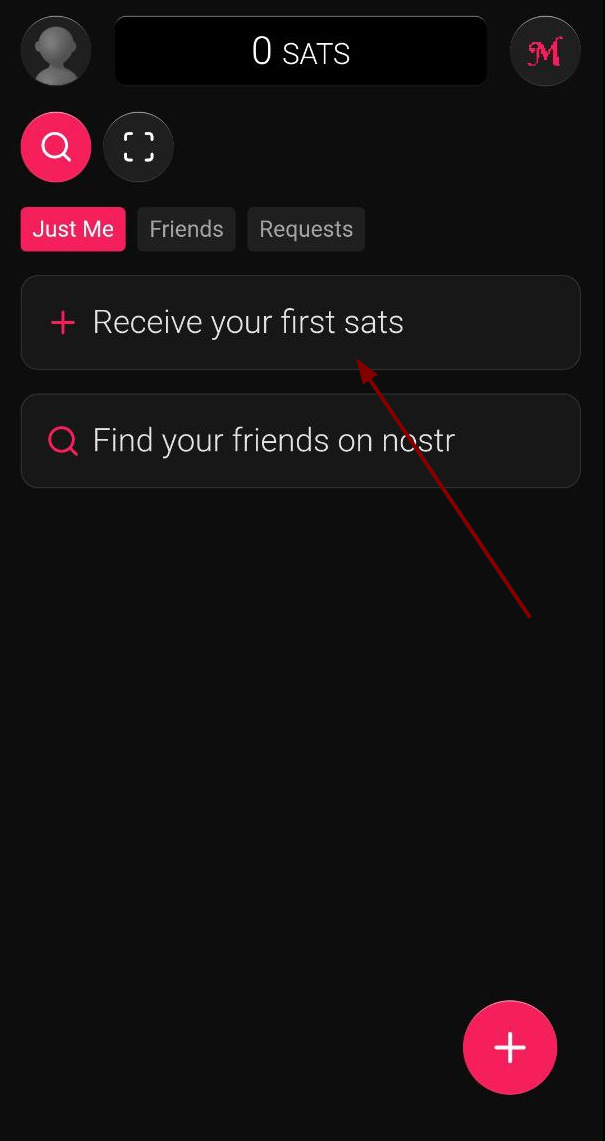 0 SATS
M
Just Me
Friends
Requests
Receive your first sats
Find your friends on nostr